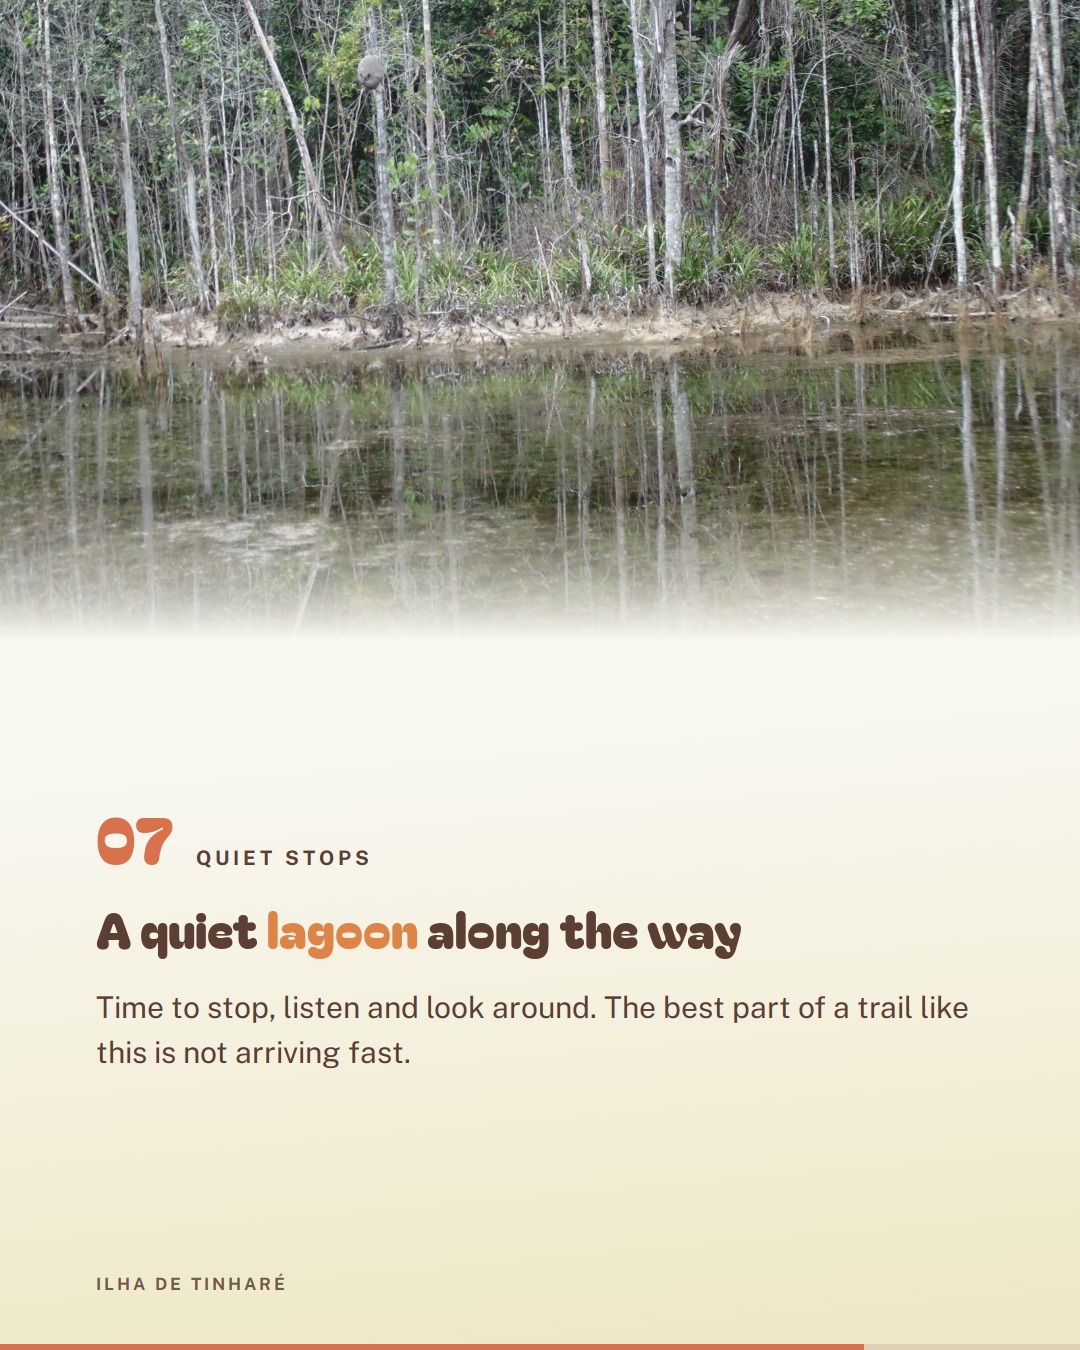 07 QUIET STOPS
A quiet lagoon along the way
Time to stop, listen and look around. The best part of a trail like
this is not arriving fast.
ILHA DE TINHARÉ